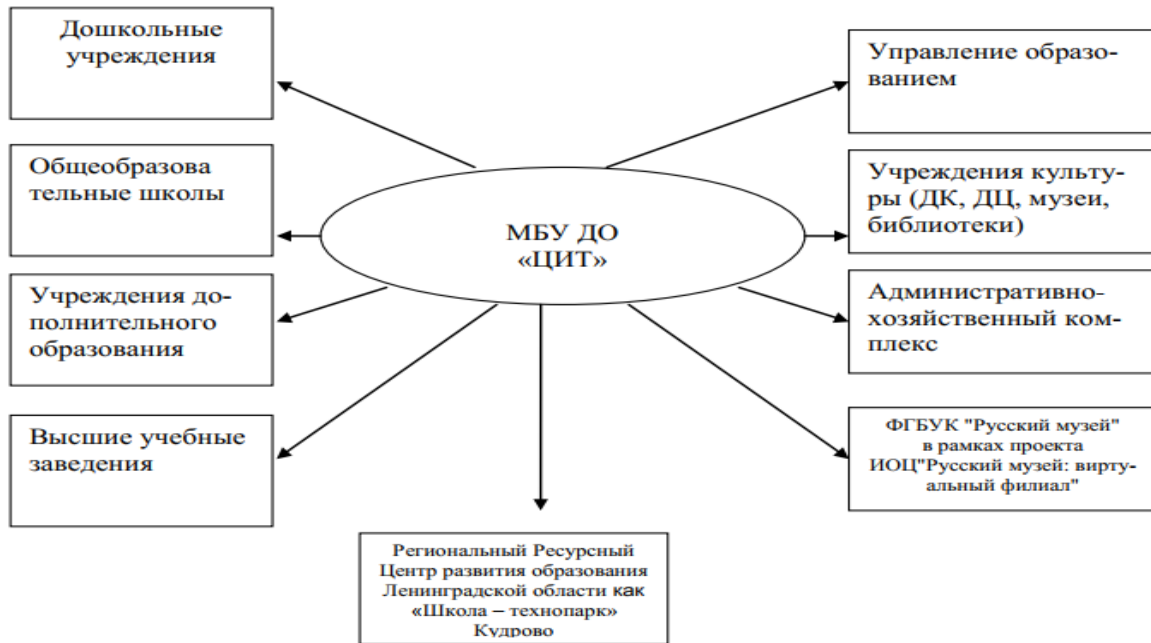 Дошкольные
учреждения
Управление образо-
ванием
Общеобразова
тельные школы
Учреждения культу-
ры (ДК, ДЦ, музеи,
библиотеки)
МБУ ДО
«ЦИТ»
Учреждения до-
полнительного
образования
Административно-
хозяйственный ком-
плекс
Высшие учебные
заведения
ФГБУК "Русский музей"
в рамках проекта
ИОЦ"Русский музей: вирту-
альный филиал"
Региональный Ресурсный
Центр развития образования
Ленинградской области как
«Школа – технопарк»
Кудрово